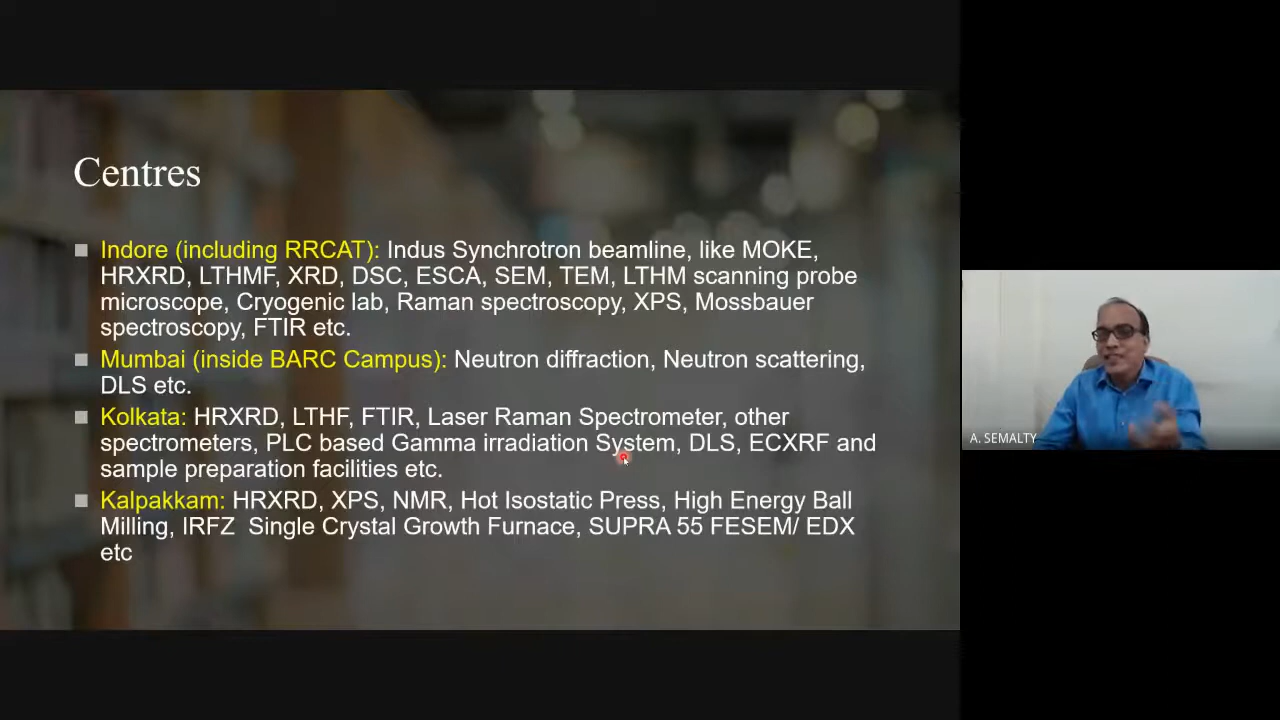 Centres
Indore (including RRCAT): Indus Synchrotron beamline, like MOKE,
HRXRD, LTHMF, XRD, DSC, ESCA, SEM, TEM, LTHM scanning probe
microscope, Cryogenic lab, Raman spectroscopy, XPS, Mossbauer
spectroscopy, FTIR etc.
Mumbai (inside BARC Campus): Neutron diffraction, Neutron scattering,
DLS etc.
Kolkata: HRXRD, LTHF, FTIR, Laser Raman Spectrometer, other
spectrometers, PLC based Gamma irradiation System, DLS, ECXRF and
sample preparation facilities etc.
Kalpakkam: HRXRD, XPS, NMR, Hot Isostatic Press, High Energy Ball
Milling, IRFZ  Single Crystal Growth Furnace, SUPRA 55 FESEM/ EDX
etc
A. SEMALTY